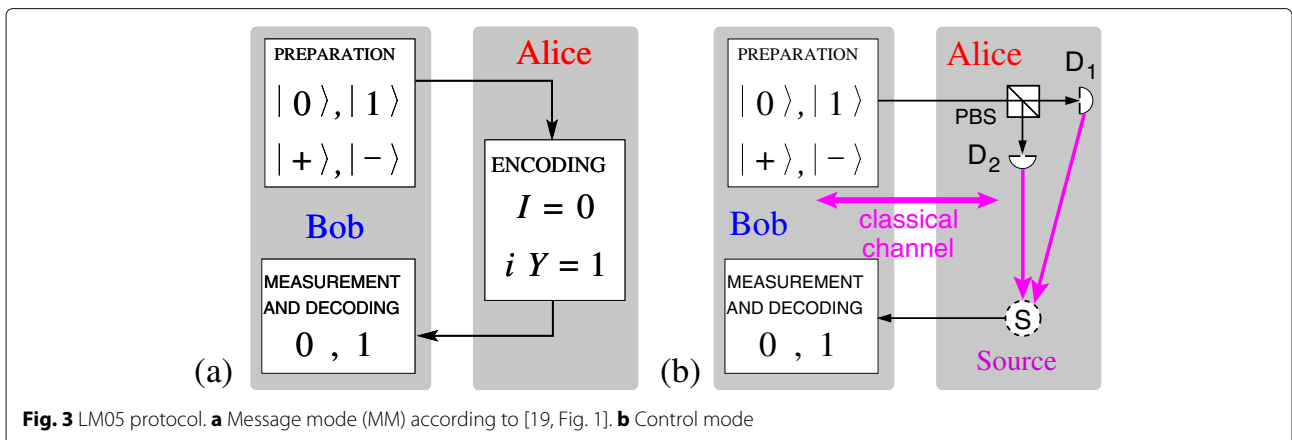 PREPARATION
| 0 ⟩, | 1 ⟩
| + ⟩, | − ⟩
Alice
ENCODING
I = 0
i Y = 1
Bob
MEASUREMENT
AND DECODING
0 , 1
(a)
PREPARATION
| 0 ⟩, | 1 ⟩
| + ⟩, | − ⟩
Alice
D1
PBS
D2
classical
channel
Bob
MEASUREMENT
AND DECODING
0 , 1
S
Source
(b)
Fig. 3 LM05 protocol. a Message mode (MM) according to [19, Fig. 1]. b Control mode